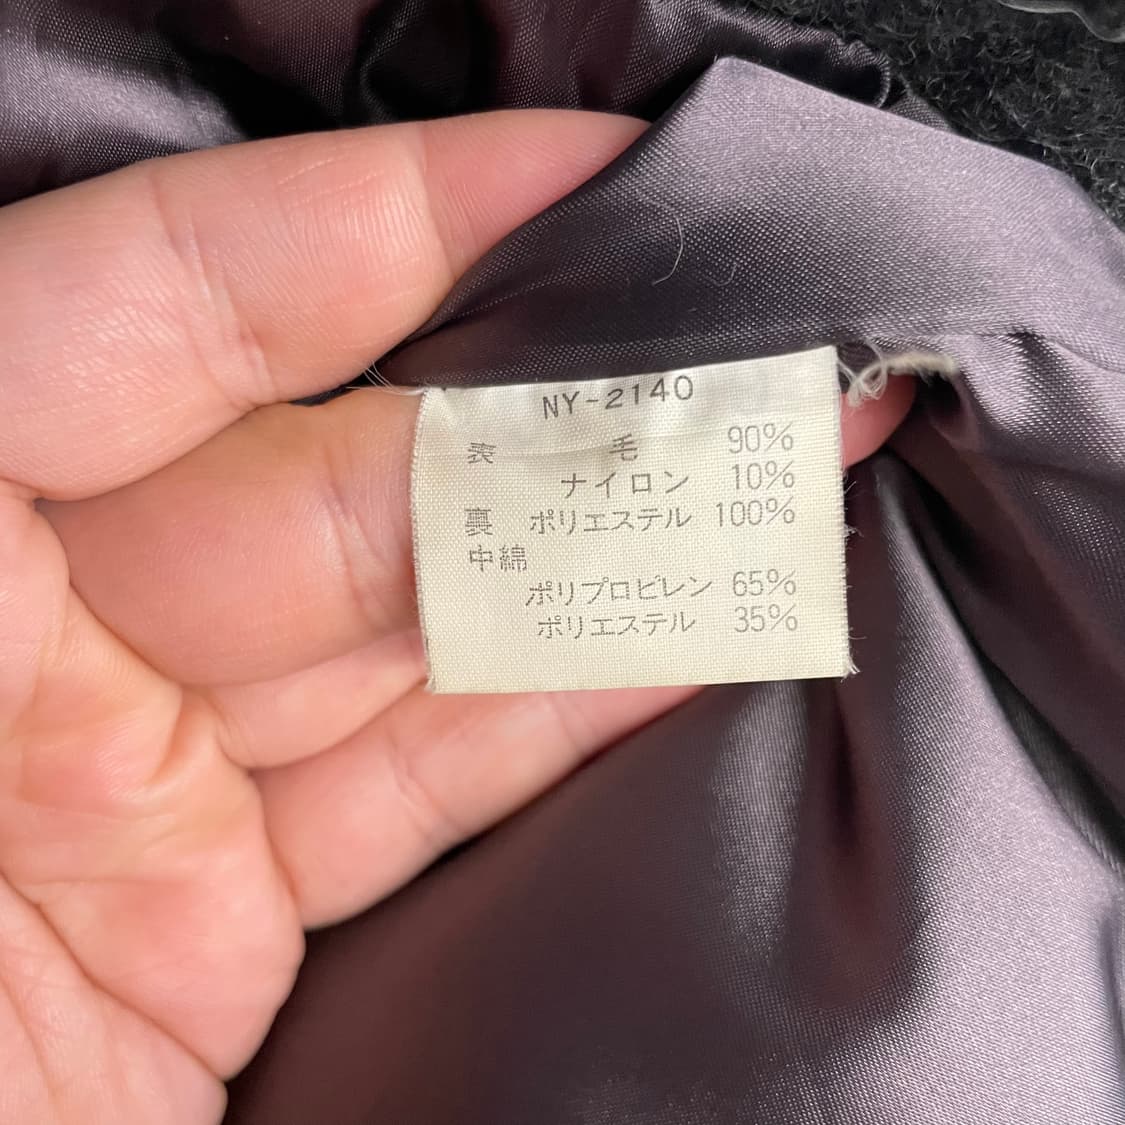 NY-2140
表 毛 90%
ナイロン 10%
裏 ポリエステル 100%
中綿
ポリプロピレン 65%
ポリエステル 35%